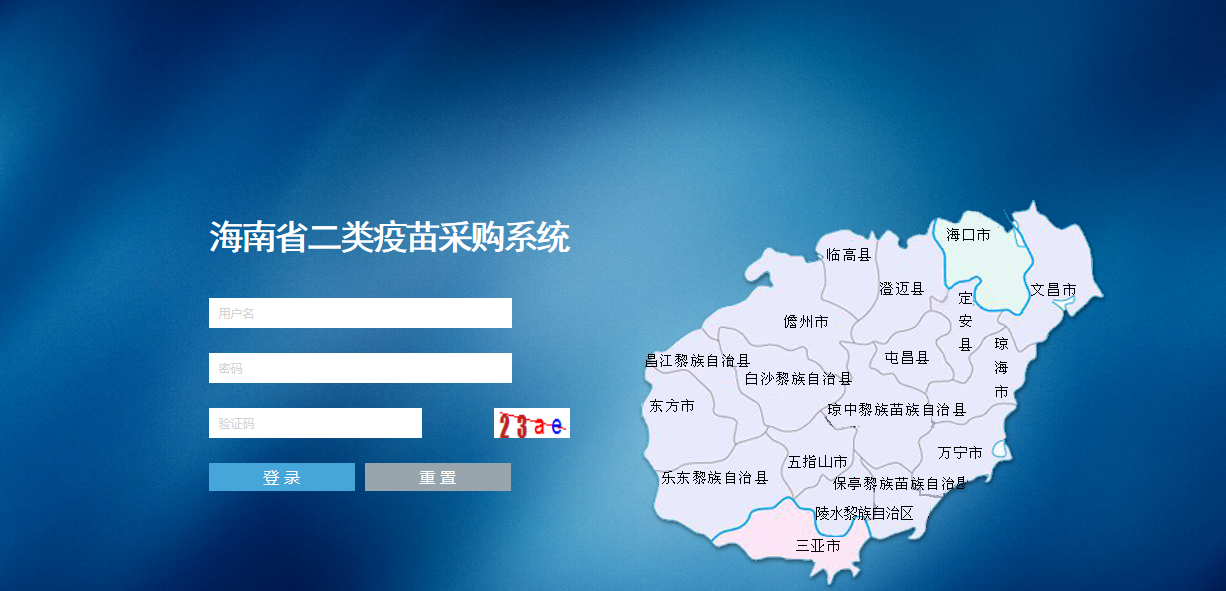 海南省二类疫苗采购系统
用户名
密码
验证码
23ae
登录
重置
海口市
临高县
澄迈县
文昌市
定安县
儋州市
琼海市
屯昌县
昌江黎族自治县
白沙黎族自治县
东方市
琼中黎族苗族自治县
万宁市
五指山市
乐东黎族自治县
保亭黎族苗族自治县
陵水黎族自治区
三亚市